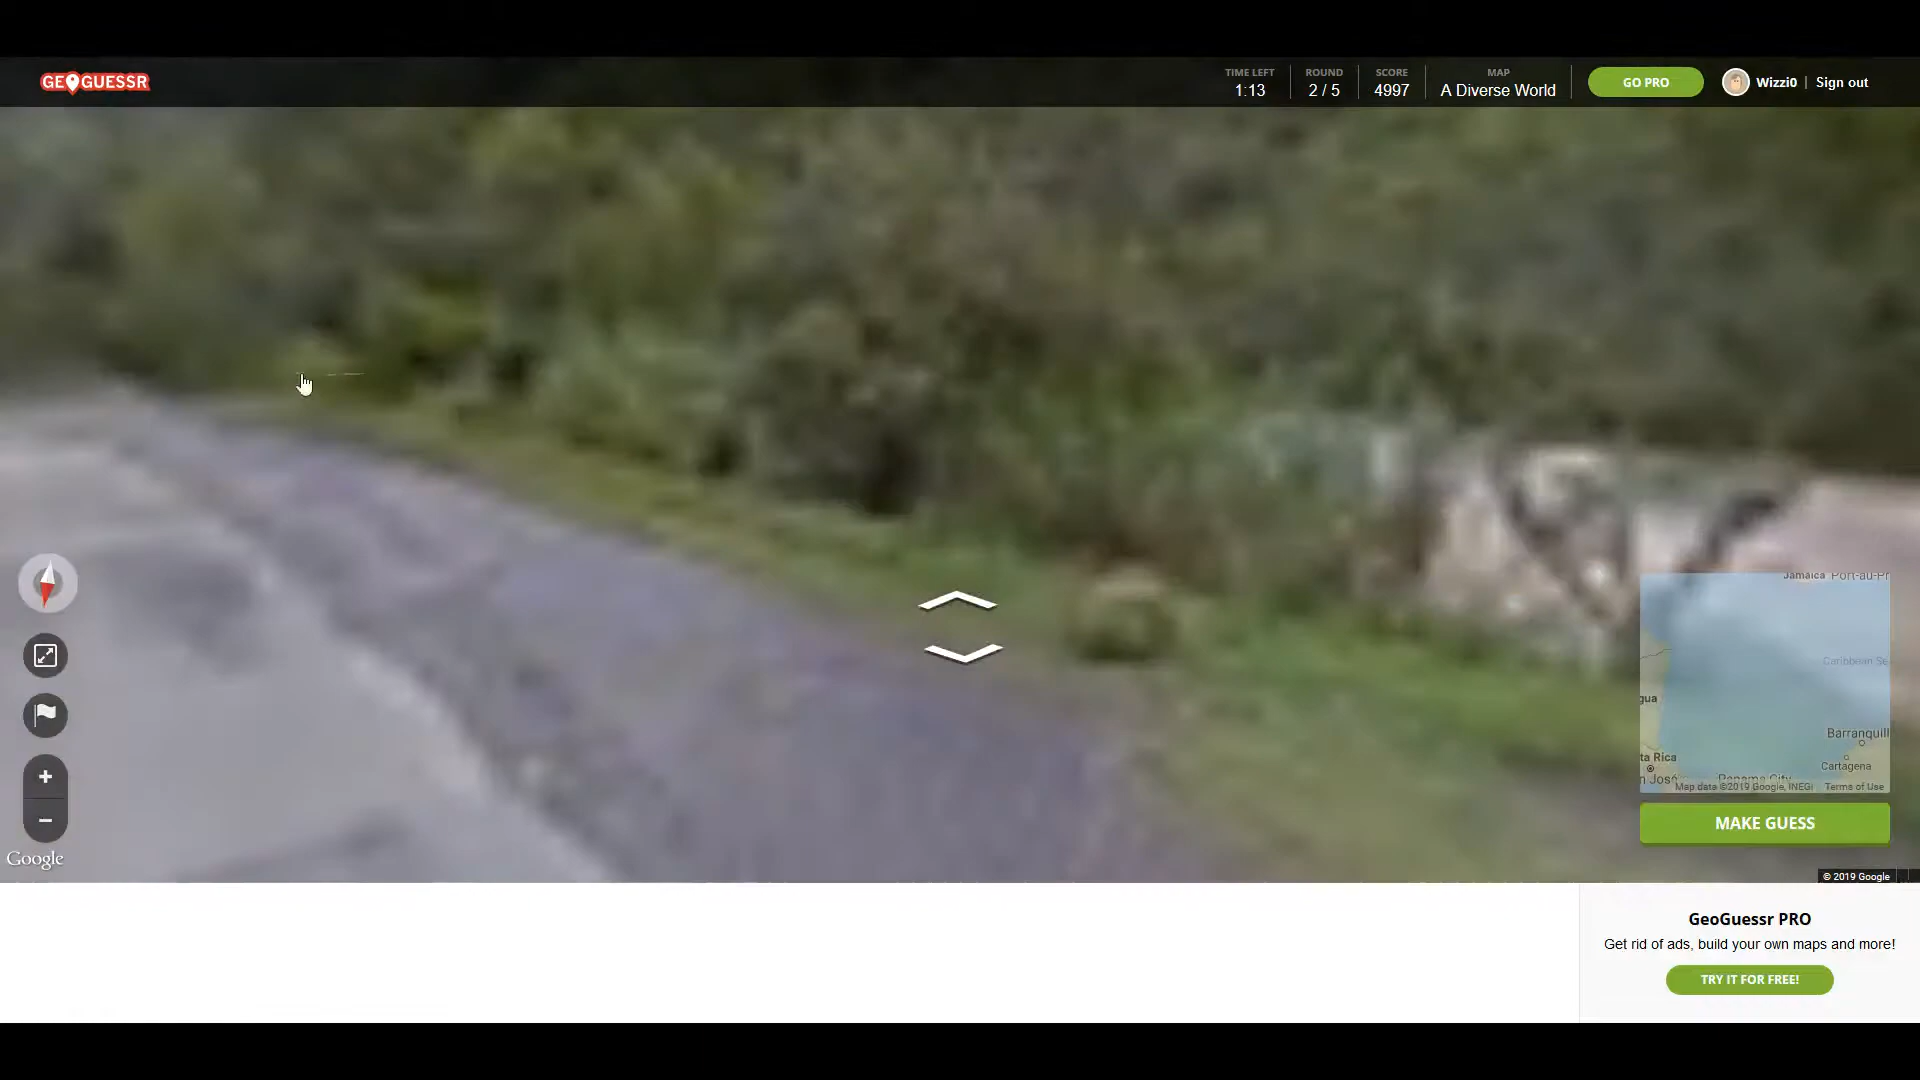 GEOGUESSR
TIME LEFT
1:13
ROUND
2 / 5
SCORE
4997
MAP
A Diverse World
GO PRO
Wizzi0 | Sign out
Jamaica Port-au-Pr
Caribbean Se
gua
Barranquill
ta Rica
Cartagena
n José
Panama City
Map data ©2019 Google, INEGI Terms of Use
MAKE GUESS
Google
© 2019 Google
GeoGuessr PRO
Get rid of ads, build your own maps and more!
TRY IT FOR FREE!